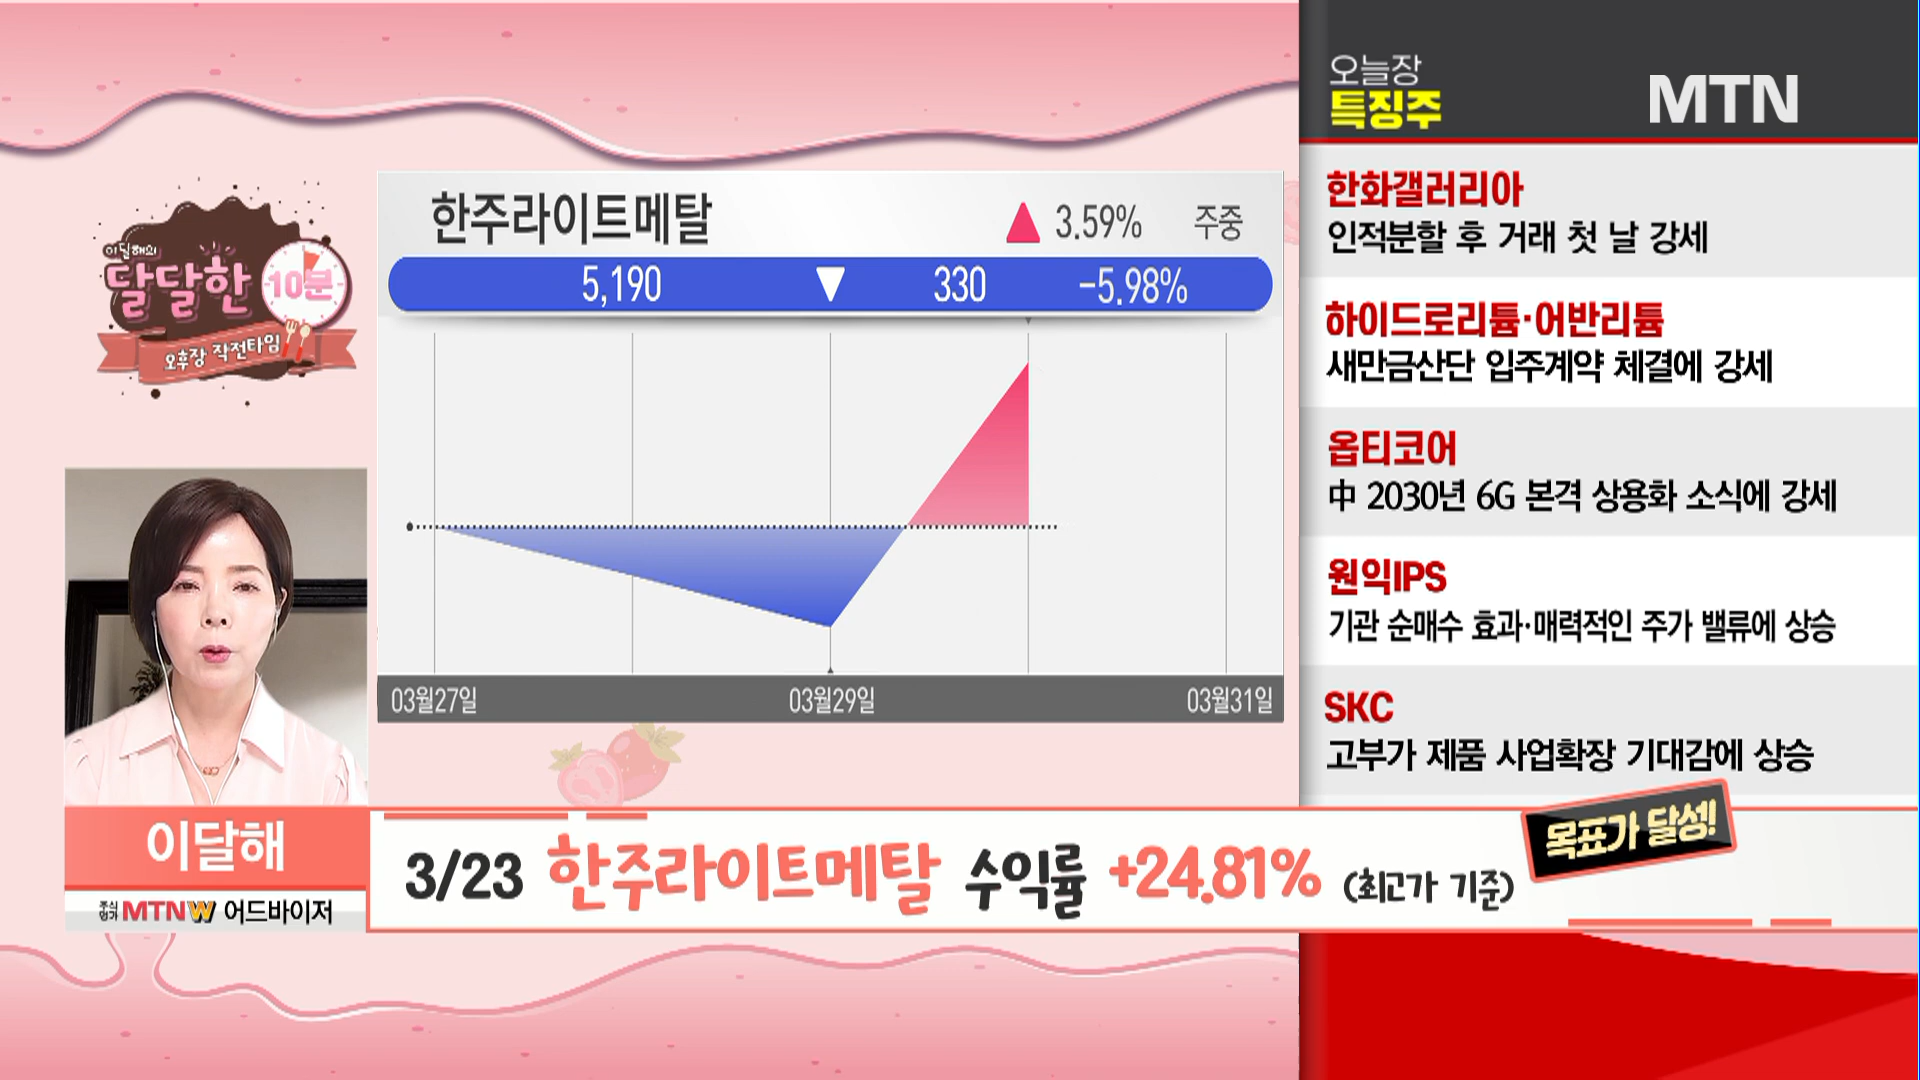 오늘장
특징주
MTN
이달해의
달달한
10분
오후장 작전타임
한주라이트메탈
▲ 3.59% 주중
5,190 ▼ 330 -5.98%
03월27일 03월29일 03월31일
한화갤러리아
인적분할 후 거래 첫 날 강세
하이드로리튬·어반리튬
새만금산단 입주계약 체결에 강세
옵티코어
中 2030년 6G 본격 상용화 소식에 강세
원익IPS
기관 순매수 효과·매력적인 주가 밸류에 상승
SKC
고부가 제품 사업확장 기대감에 상승
이달해
주식
명가
MTNW 어드바이저
목표가 달성!
3/23 한주라이트메탈 수익률 +24.81% (최고가 기준)